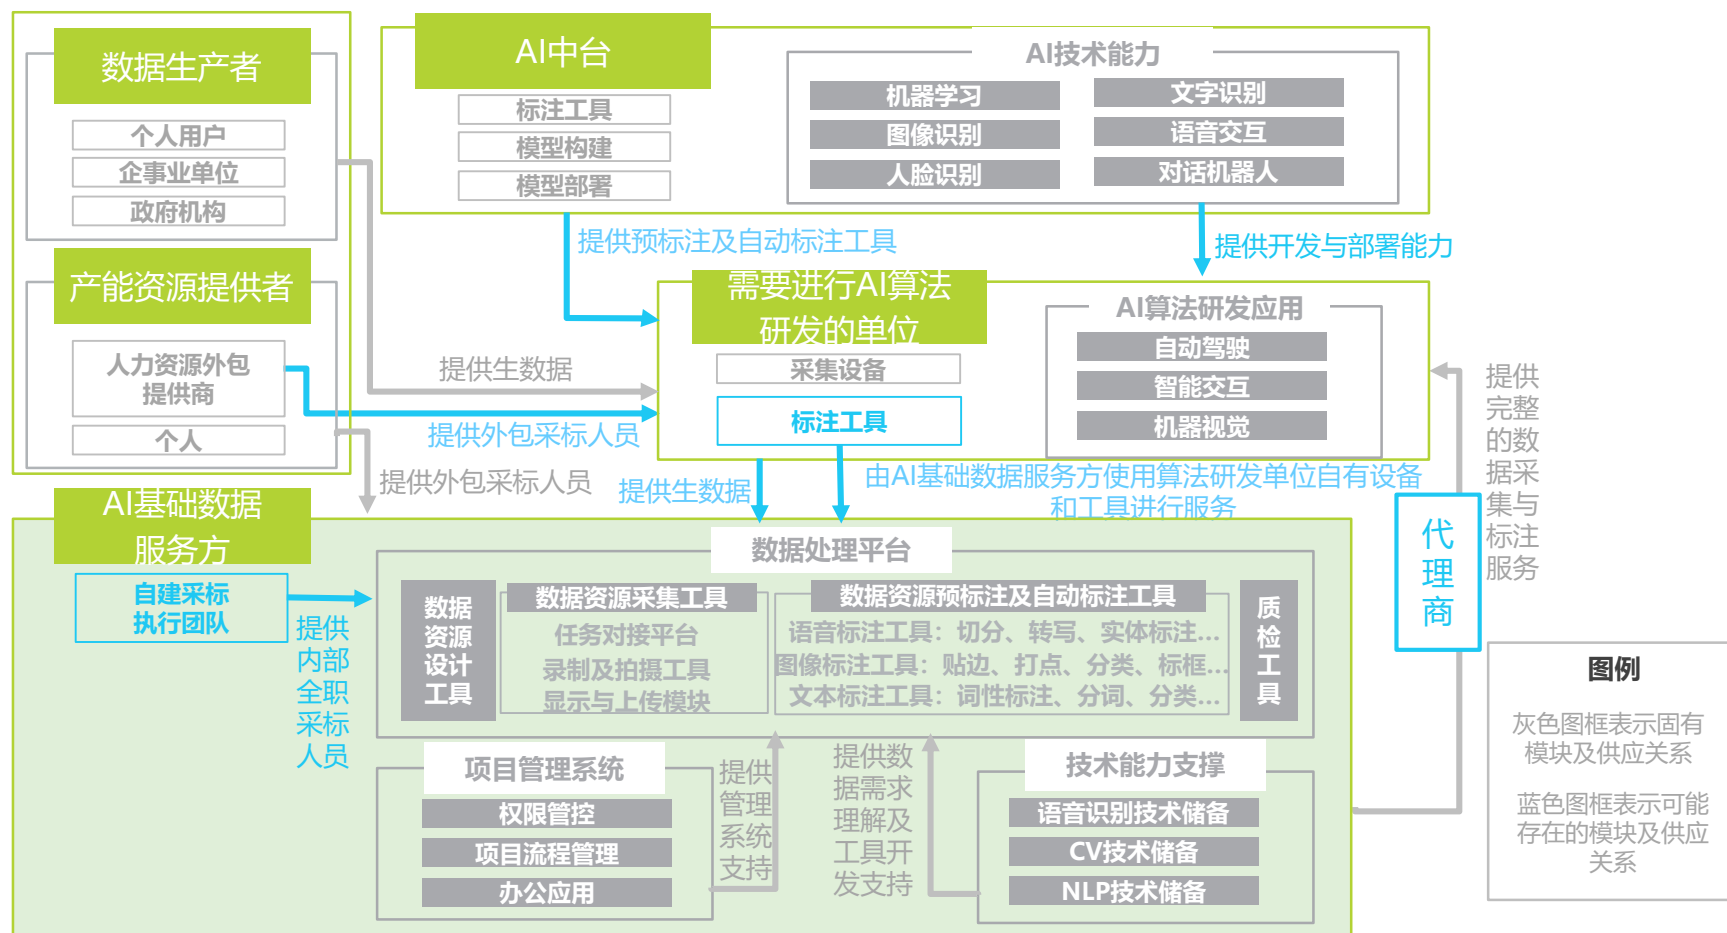 数据生产者
个人用户
企事业单位
政府机构
产能资源提供者
人力资源外包
提供商
个人
AI中台
标注工具
模型构建
模型部署
AI技术能力
机器学习
图像识别
人脸识别
文字识别
语音交互
对话机器人
提供预标注及自动标注工具
提供开发与部署能力
需要进行AI算法
研发的单位
采集设备
标注工具
AI算法研发应用
自动驾驶
智能交互
机器视觉
提供生数据
提供外包采标人员
提供外包采标人员
提供生数据
由AI基础数据服务方使用算法研发单位自有设备
和工具进行服务
提供
完整
的数
据采
集与
标注
服务
代
理
商
AI基础数据
服务方
自建采标
执行团队
提供
内部
全职
采标
人员
数据处理平台
数据
资源
设计
工具
数据资源采集工具
任务对接平台
录制及拍摄工具
显示与上传模块
数据资源预标注及自动标注工具
语音标注工具：切分、转写、实体标注...
图像标注工具：贴边、打点、分类、标框...
文本标注工具：词性标注、分词、分类...
质
检
工
具
项目管理系统
权限管控
项目流程管理
办公应用
提供
管理
系统
支持
提供数
据需求
理解及
工具开
发支持
技术能力支撑
语音识别技术储备
CV技术储备
NLP技术储备
图例
灰色图框表示固有
模块及供应关系
蓝色图框表示可能
存在的模块及供应
关系